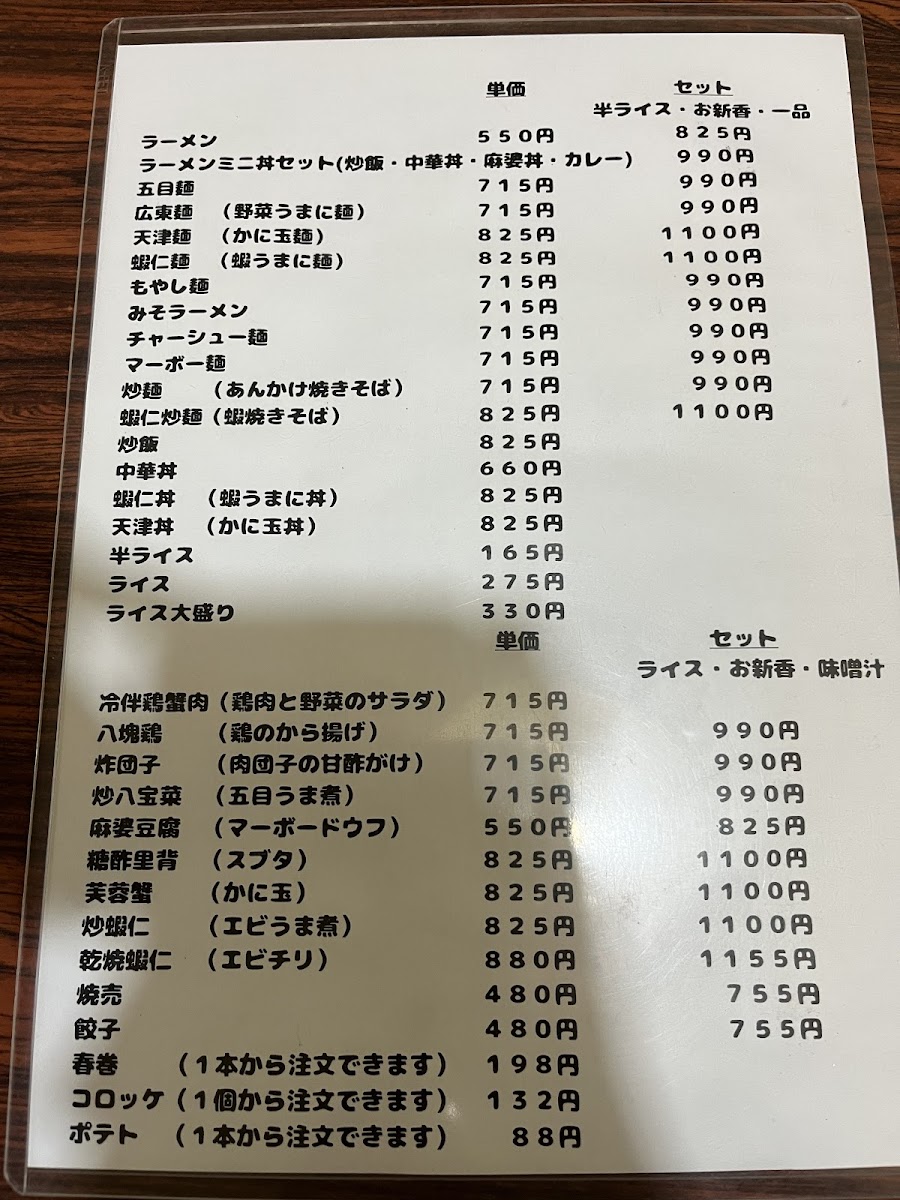 単価 セット
半ライス・お新香・一品
ラーメン ５５０円 ８２５円
ラーメンミニ丼セット(炒飯・中華丼・麻婆丼・カレー) ９９０円
五目麺 ７１５円 ９９０円
広東麺 （野菜うまに麺） ７１５円 ９９０円
天津麺 （かに玉麺） ８２５円 １１００円
蝦仁麺 （蝦うまに麺） ８２５円 １１００円
もやし麺 ７１５円 ９９０円
みそラーメン ７１５円 ９９０円
チャーシュー麺 ７１５円 ９９０円
マーボー麺 ７１５円 ９９０円
炒麺 （あんかけ焼きそば） ７１５円 ９９０円
蝦仁炒麺（蝦焼きそば） ８２５円 １１００円
炒飯 ８２５円
中華丼 ６６０円
蝦仁丼 （蝦うまに丼） ８２５円
天津丼 （かに玉丼） ８２５円
半ライス １６５円
ライス ２７５円
ライス大盛り ３３０円
単価 セット
ライス・お新香・味噌汁
冷伴鶏蟹肉（鶏肉と野菜のサラダ） ７１５円
八塊鶏 （鶏のから揚げ） ７１５円 ９９０円
炸団子 （肉団子の甘酢がけ） ７１５円 ９９０円
炒八宝菜 （五目うま煮） ７１５円 ９９０円
麻婆豆腐 （マーボードウフ） ５５０円 ８２５円
糖酢里背 （スブタ） ８２５円 １１００円
芙蓉蟹 （かに玉） ８２５円 １１００円
炒蝦仁 （エビうま煮） ８２５円 １１００円
乾焼蝦仁 （エビチリ） ８８０円 １１５５円
焼売 ４８０円 ７５５円
餃子 ４８０円 ７５５円
春巻 （１本から注文できます） １９８円
コロッケ（１個から注文できます） １３２円
ポテト （１本から注文できます） ８８円